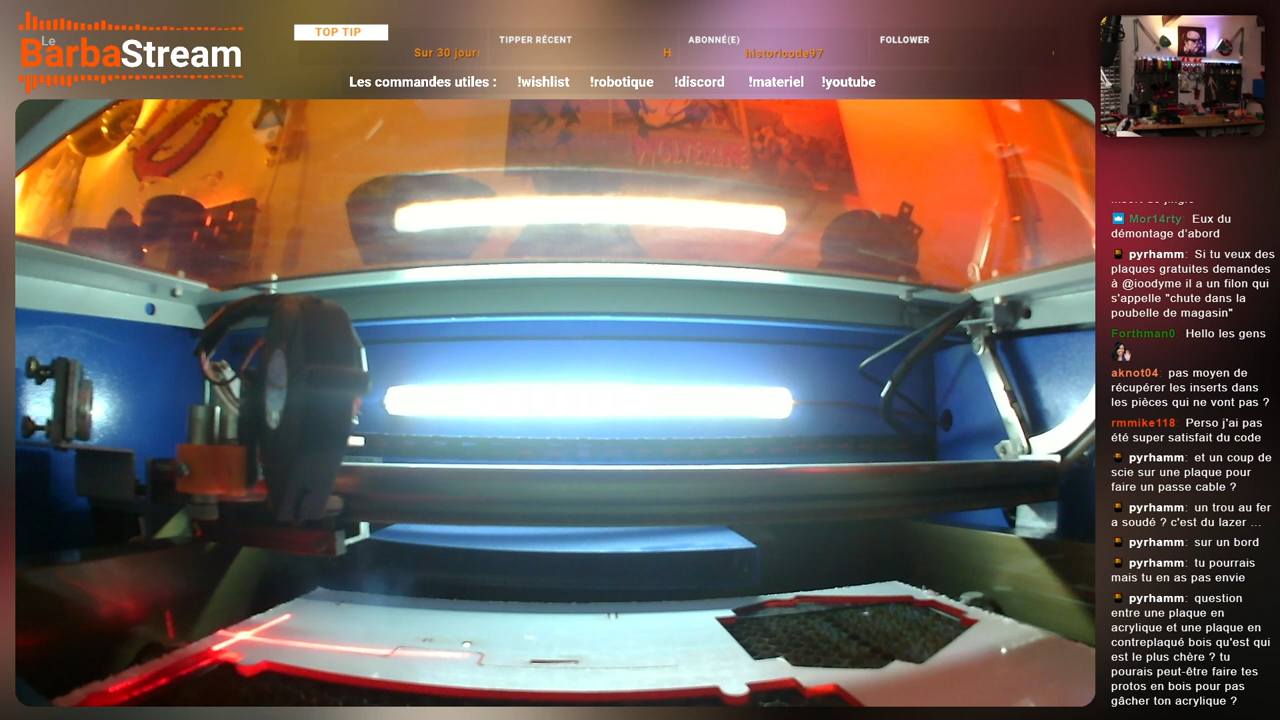 Le
BarbaStream
TOP TIP
Sur 30 jour
TIPPER RÉCENT
H
ABONNÉ(E)
historicode97
FOLLOWER
Les commandes utiles : !wishlist !robotique !discord !materiel !youtube
WOLVERINE
Mor14rty: Eux du
démontage d'abord
pyrhamm: Si tu veux des
plaques gratuites demandes
à @ioodyme il a un filon qui
s'appelle "chute dans la
poubelle de magasin"
Forthman0: Hello les gens
aknot04: pas moyen de
récupérer les inserts dans
les pièces qui ne vont pas ?
rmmike118: Perso j'ai pas
été super satisfait du code
pyrhamm: et un coup de
scie sur une plaque pour
faire un passe cable ?
pyrhamm: un trou au fer
a soudé ? c'est du lazer ...
pyrhamm: sur un bord
pyrhamm: tu pourrais
mais tu en as pas envie
pyrhamm: question
entre une plaque en
acrylique et une plaque en
contreplaqué bois qu'est qui
est le plus chère ? tu
pourais peut-être faire tes
protos en bois pour pas
gâcher ton acrylique ?